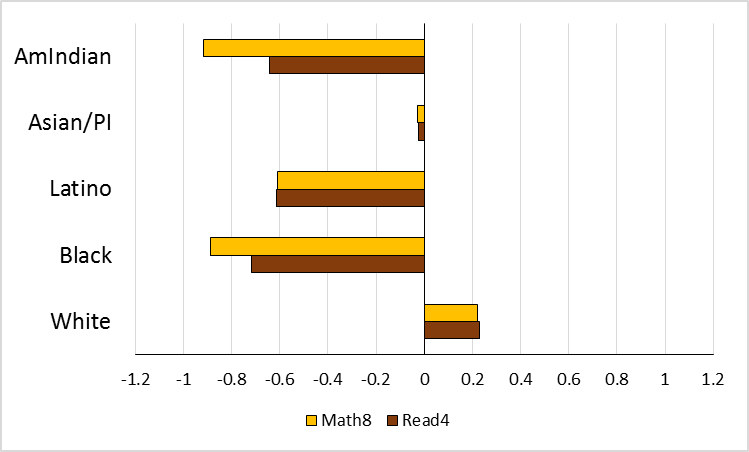 AmIndian
Asian/PI
Latino
Black
White
-1.2 -1 -0.8 -0.6 -0.4 -0.2 0 0.2 0.4 0.6 0.8 1 1.2
Math8 Read4